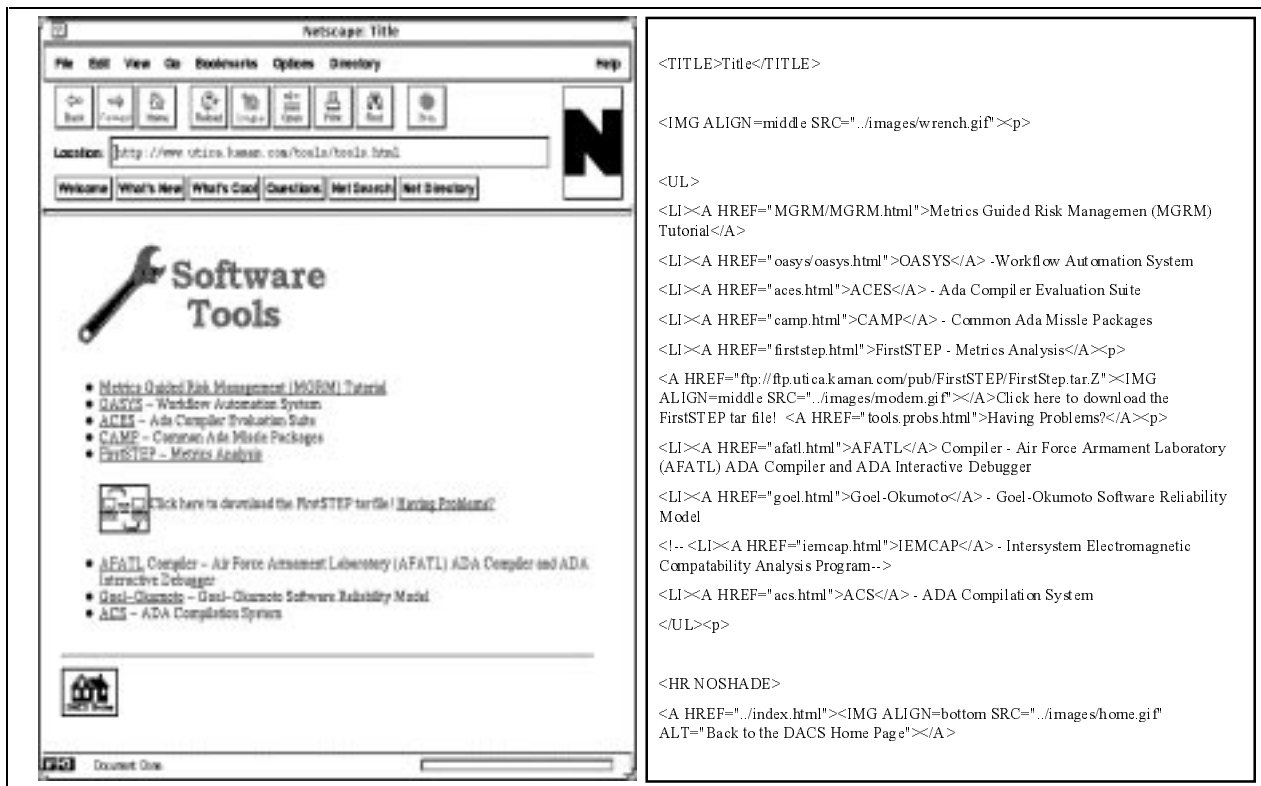 Netscape: Title
File Edit View Go Bookmarks Options Directory Help
Back Forward Home Reload Images Open Print Find Stop
Location: http://www.utica.kaman.com/tools/tools.html
N
Welcome What's New What's Cool Questions Net Search Net Directory
Software
Tools
Metrics Guided Risk Management (MGRM) Tutorial
OASYS - Workflow Automation System
ACES - Ada Compiler Evaluation Suite
CAMP - Common Ada Missle Packages
FirstSTEP - Metrics Analysis
Click here to download the FirstSTEP tar file! Having Problems?
AFATL Compiler - Air Force Armament Laboratory (AFATL) ADA Compiler and ADA
Interactive Debugger
Goel-Okumoto - Goel-Okumoto Software Reliability Model
ACS - ADA Compilation System
DACS Home
Document Done
<TITLE>Title</TITLE>
<IMG ALIGN=middle SRC="../images/wrench.gif"><p>
<UL>
<LI><A HREF="MGRM/MGRM.html">Metrics Guided Risk Managemen (MGRM)
Tutorial</A>
<LI><A HREF="oasys/oasys.html">OASYS</A> -Workflow Automation System
<LI><A HREF="aces.html">ACES</A> - Ada Compiler Evaluation Suite
<LI><A HREF="camp.html">CAMP</A> - Common Ada Missle Packages
<LI><A HREF="firststep.html">FirstSTEP - Metrics Analysis</A><p>
<A HREF="ftp://ftp.utica.kaman.com/pub/FirstSTEP/FirstStep.tar.Z"><IMG
ALIGN=middle SRC="../images/modem.gif"></A>Click here to download the
FirstSTEP tar file! <A HREF="tools.probs.html">Having Problems?</A><p>
<LI><A HREF="afatl.html">AFATL</A> Compiler - Air Force Armament Laboratory
(AFATL) ADA Compiler and ADA Interactive Debugger
<LI><A HREF="goel.html">Goel-Okumoto</A> - Goel-Okumoto Software Reliability
Model
<!-- <LI><A HREF="iemcap.html">IEMCAP</A> - Intersystem Electromagnetic
Compatability Analysis Program-->
<LI><A HREF="acs.html">ACS</A> - ADA Compilation System
</UL><p>
<HR NOSHADE>
<A HREF="../index.html"><IMG ALIGN=bottom SRC="../images/home.gif"
ALT="Back to the DACS Home Page"></A>